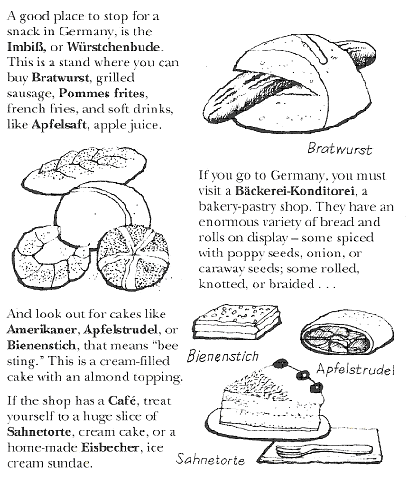 A good place to stop for a
snack in Germany, is the
Imbiß, or Würstchenbude.
This is a stand where you can
buy Bratwurst, grilled
sausage, Pommes frites,
french fries, and soft drinks,
like Apfelsaft, apple juice.
Bratwurst
If you go to Germany, you must
visit a Bäckerei-Konditorei, a
bakery-pastry shop. They have an
enormous variety of bread and
rolls on display – some spiced
with poppy seeds, onion, or
caraway seeds; some rolled,
knotted, or braided . . .
And look out for cakes like
Amerikaner, Apfelstrudel, or
Bienenstich, that means “bee
sting.” This is a cream-filled
cake with an almond topping.
Bienenstich
Apfelstrudel
If the shop has a Café, treat
yourself to a huge slice of
Sahnetorte, cream cake, or a
home-made Eisbecher, ice
cream sundae.
Sahnetorte